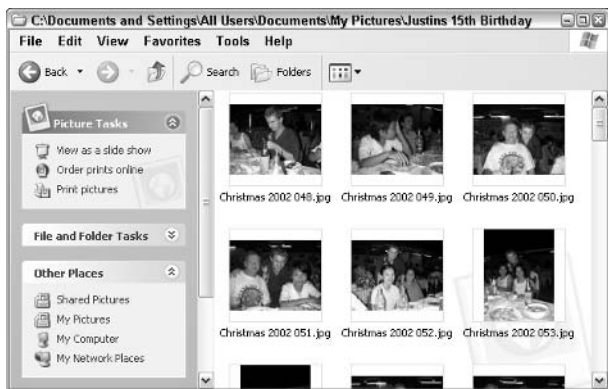 C:\Documents and Settings\All Users\Documents\My Pictures\Justins 15th Birthday
File Edit View Favorites Tools Help
Back Search Folders
Picture Tasks
View as a slide show
Order prints online
Print pictures
File and Folder Tasks
Other Places
Shared Pictures
My Pictures
My Computer
My Network Places
Christmas 2002 048.jpg Christmas 2002 049.jpg Christmas 2002 050.jpg
Christmas 2002 051.jpg Christmas 2002 052.jpg Christmas 2002 053.jpg